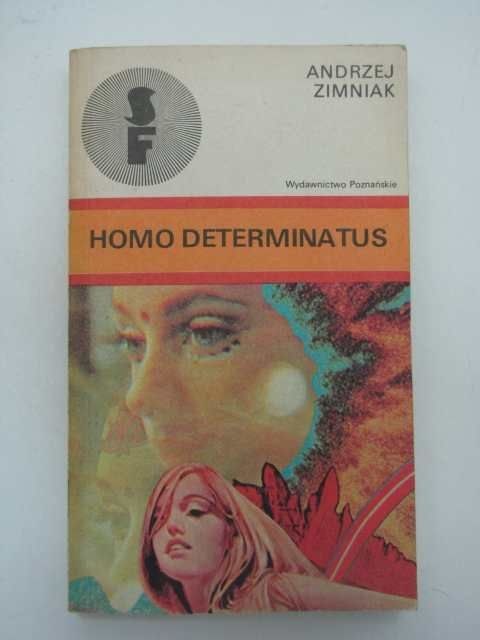 SF
ANDRZEJ
ZIMNIAK
Wydawnictwo Poznańskie
HOMO DETERMINATUS